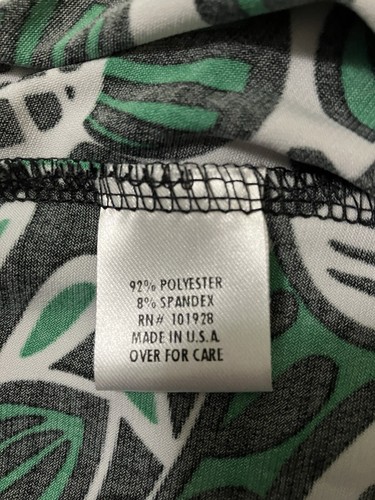 92% POLYESTER
8% SPANDEX
RN# 101928
MADE IN U.S.A.
OVER FOR CARE